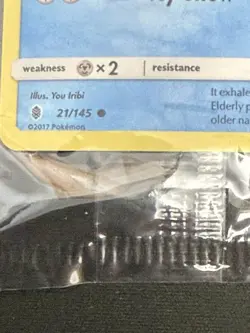 weakness ×2 resistance
Illus. You Iribi
21/145
©2017 Pokémon
It exhale
Elderly p
older na